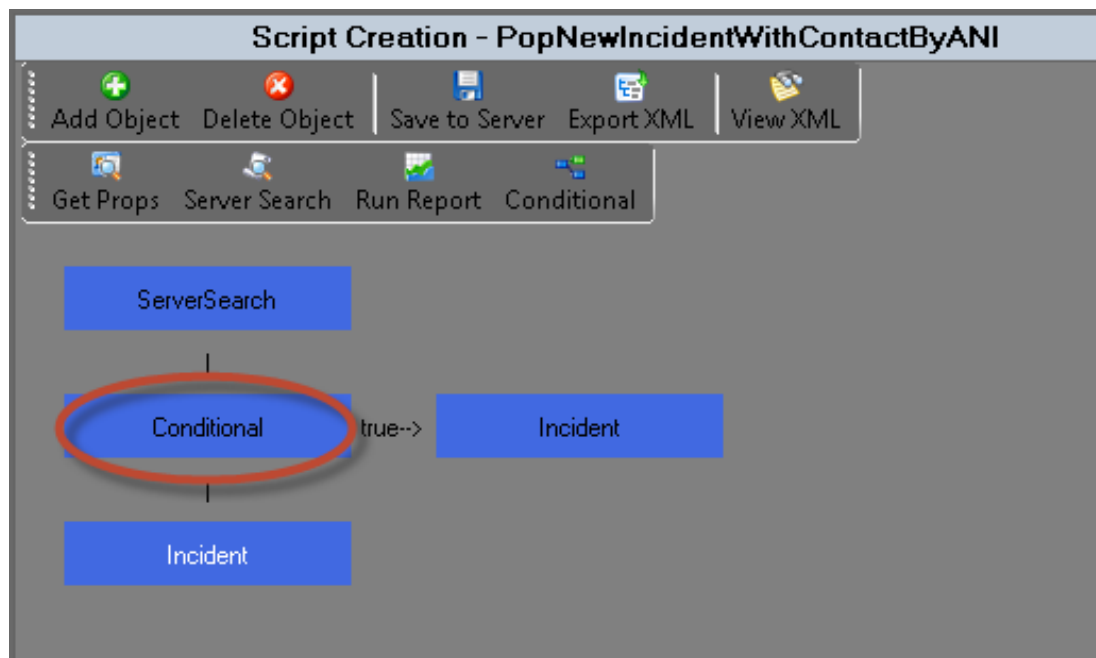 Script Creation - PopNewIncidentWithContactByANI
Add Object Delete Object Save to Server Export XML View XML
Get Props Server Search Run Report Conditional
ServerSearch
Conditional true--> Incident
Incident